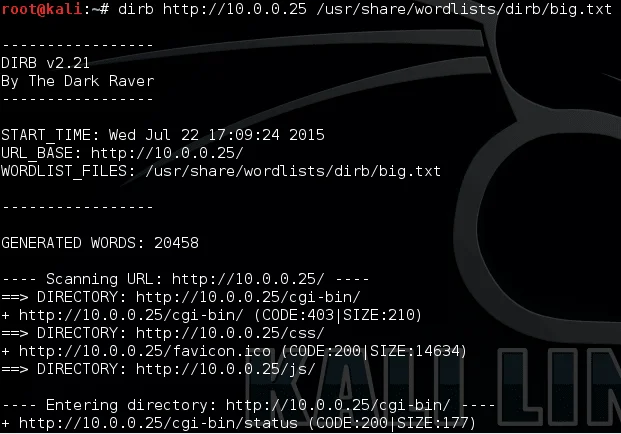 root@kali:~# dirb http://10.0.0.25 /usr/share/wordlists/dirb/big.txt
-----------------
DIRB v2.21
By The Dark Raver
-----------------
START_TIME: Wed Jul 22 17:09:24 2015
URL_BASE: http://10.0.0.25/
WORDLIST_FILES: /usr/share/wordlists/dirb/big.txt
-----------------
GENERATED WORDS: 20458
---- Scanning URL: http://10.0.0.25/ ----
==> DIRECTORY: http://10.0.0.25/cgi-bin/
+ http://10.0.0.25/cgi-bin/ (CODE:403|SIZE:210)
==> DIRECTORY: http://10.0.0.25/css/
+ http://10.0.0.25/favicon.ico (CODE:200|SIZE:14634)
==> DIRECTORY: http://10.0.0.25/js/
---- Entering directory: http://10.0.0.25/cgi-bin/ ----
+ http://10.0.0.25/cgi-bin/status (CODE:200|SIZE:177)
KALI LIN